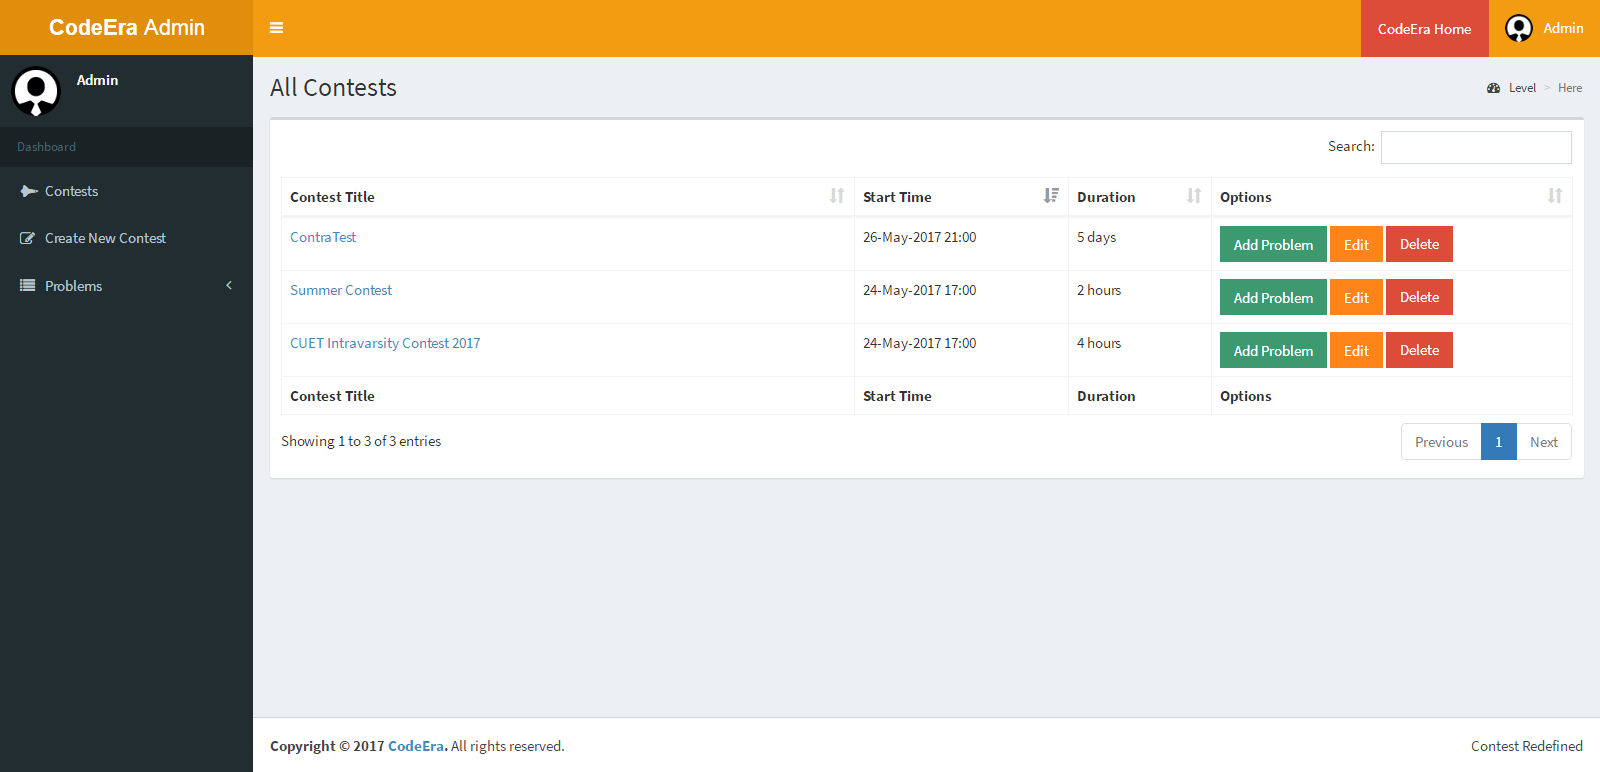 CodeEra Admin
CodeEra Home
Admin
Admin
Dashboard
Contests
Create New Contest
Problems
All Contests
Level > Here
Search:
Contest Title Start Time Duration Options
ContraTest 26-May-2017 21:00 5 days Add Problem Edit Delete
Summer Contest 24-May-2017 17:00 2 hours Add Problem Edit Delete
CUET Intravarsity Contest 2017 24-May-2017 17:00 4 hours Add Problem Edit Delete
Contest Title Start Time Duration Options
Showing 1 to 3 of 3 entries
Previous 1 Next
Copyright © 2017 CodeEra. All rights reserved.
Contest Redefined